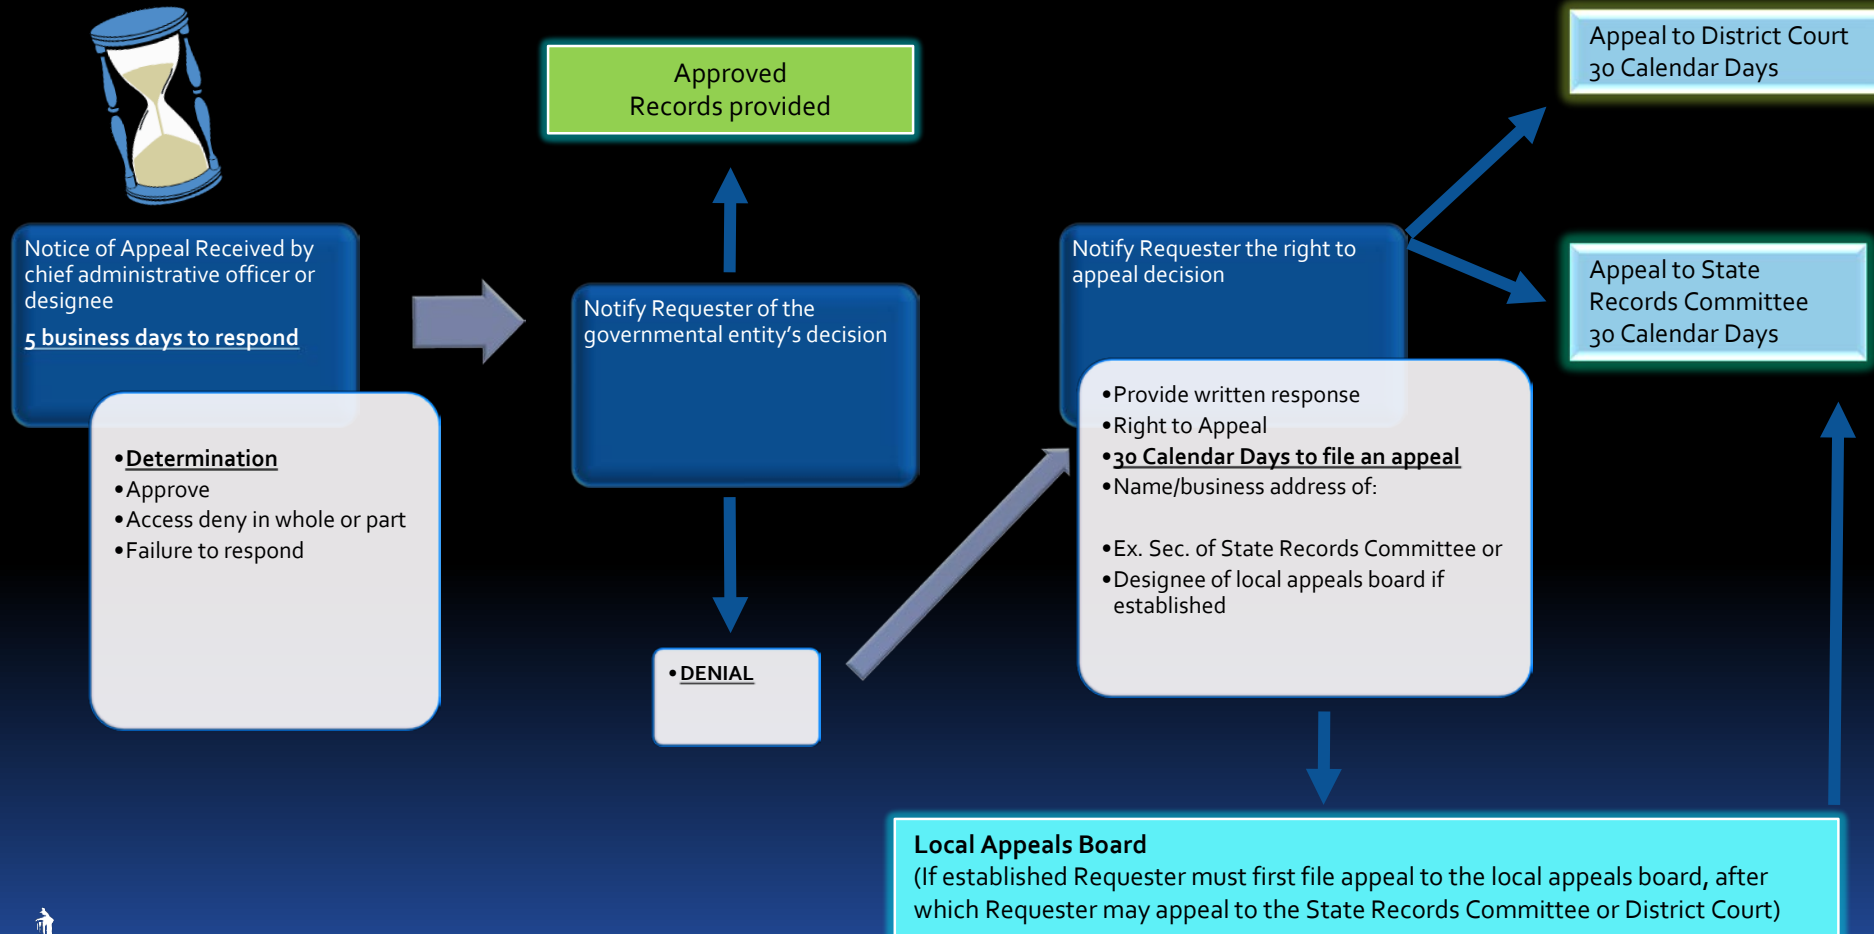 Notice of Appeal Received by
chief administrative officer or
designee
5 business days to respond
•Determination
•Approve
•Access deny in whole or part
•Failure to respond
Approved
Records provided
Notify Requester of the
governmental entity’s decision
•DENIAL
Notify Requester the right to
appeal decision
•Provide written response
•Right to Appeal
•30 Calendar Days to file an appeal
•Name/business address of:
•Ex. Sec. of State Records Committee or
•Designee of local appeals board if
established
Appeal to District Court
30 Calendar Days
Appeal to State
Records Committee
30 Calendar Days
Local Appeals Board
(If established Requester must first file appeal to the local appeals board, after
which Requester may appeal to the State Records Committee or District Court)